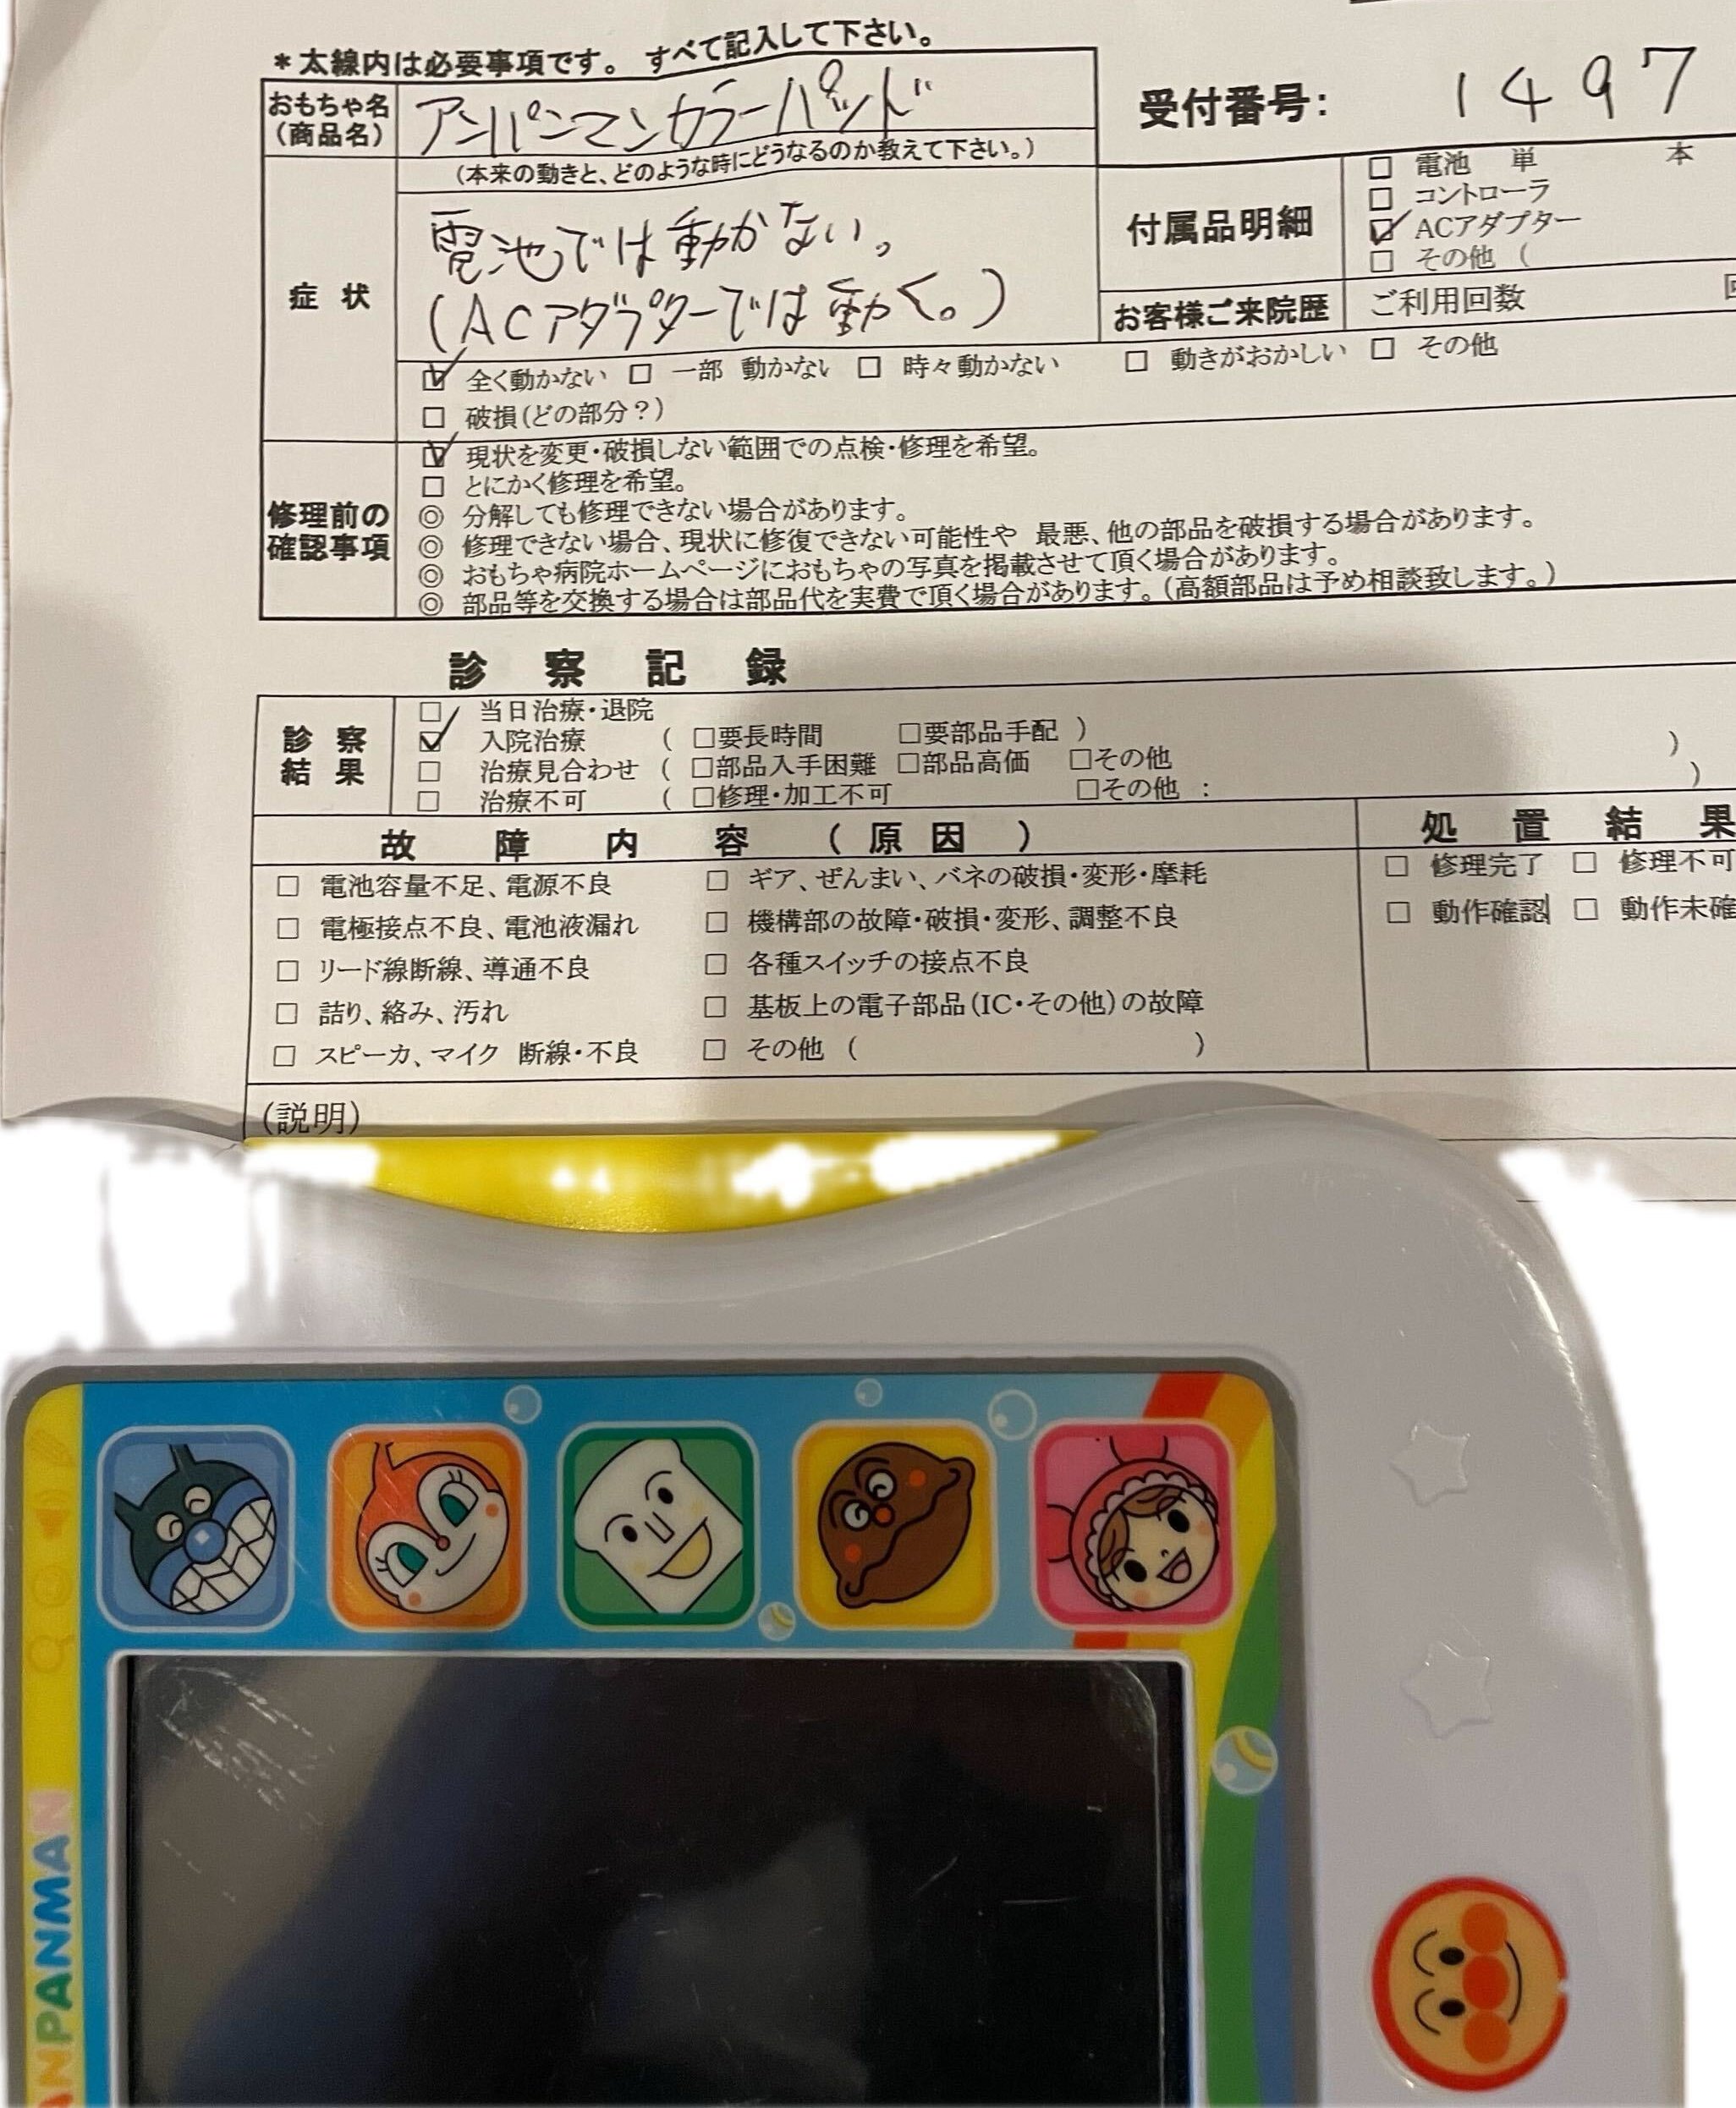 ＊太線内は必要事項です。すべて記入して下さい。
おもちゃ名
（商品名）
アンパンマンカラーパッド
受付番号： 1497
症 状
（本来の動きと、どのような時にどうなるのか教えて下さい。）
電池では動かない。
（ACアダプターでは動く。）
☑ 全く動かない □ 一部 動かない □ 時々動かない □ 動きがおかしい □ その他
□ 破損（どの部分？）
付属品明細
□ 電池 単 本
□ コントローラ
☑ ACアダプター
□ その他（
お客様ご来院歴 ご利用回数 回
修理前の
確認事項
☑ 現状を変更・破損しない範囲での点検・修理を希望。
□ とにかく修理を希望。
◎ 分解しても修理できない場合があります。
◎ 修理できない場合、現状に修復できない可能性や 最悪、他の部品を破損する場合があります。
◎ おもちゃ病院ホームページにおもちゃの写真を掲載させて頂く場合があります。
◎ 部品等を交換する場合は部品代を実費で頂く場合があります。（高額部品は予め相談致します。）
診 察 記 録
診 察
結 果
□ 当日治療・退院
☑ 入院治療 （ □要長時間 □要部品手配 ）
□ 治療見合わせ （ □部品入手困難 □部品高価 □その他 ）
□ 治療不可 （ □修理・加工不可 □その他 ： ）
故 障 内 容 （ 原 因 ）
□ 電池容量不足、電源不良
□ 電極接点不良、電池液漏れ
□ リード線断線、導通不良
□ 詰り、絡み、汚れ
□ スピーカ、マイク 断線・不良
□ ギア、ぜんまい、バネの破損・変形・摩耗
□ 機構部の故障・破損・変形、調整不良
□ 各種スイッチの接点不良
□ 基板上の電子部品（IC・その他）の故障
□ その他 （ ）
処 置 結 果
□ 修理完了 □ 修理不可
□ 動作確認 □ 動作未確
（説明）
ANPANMAN